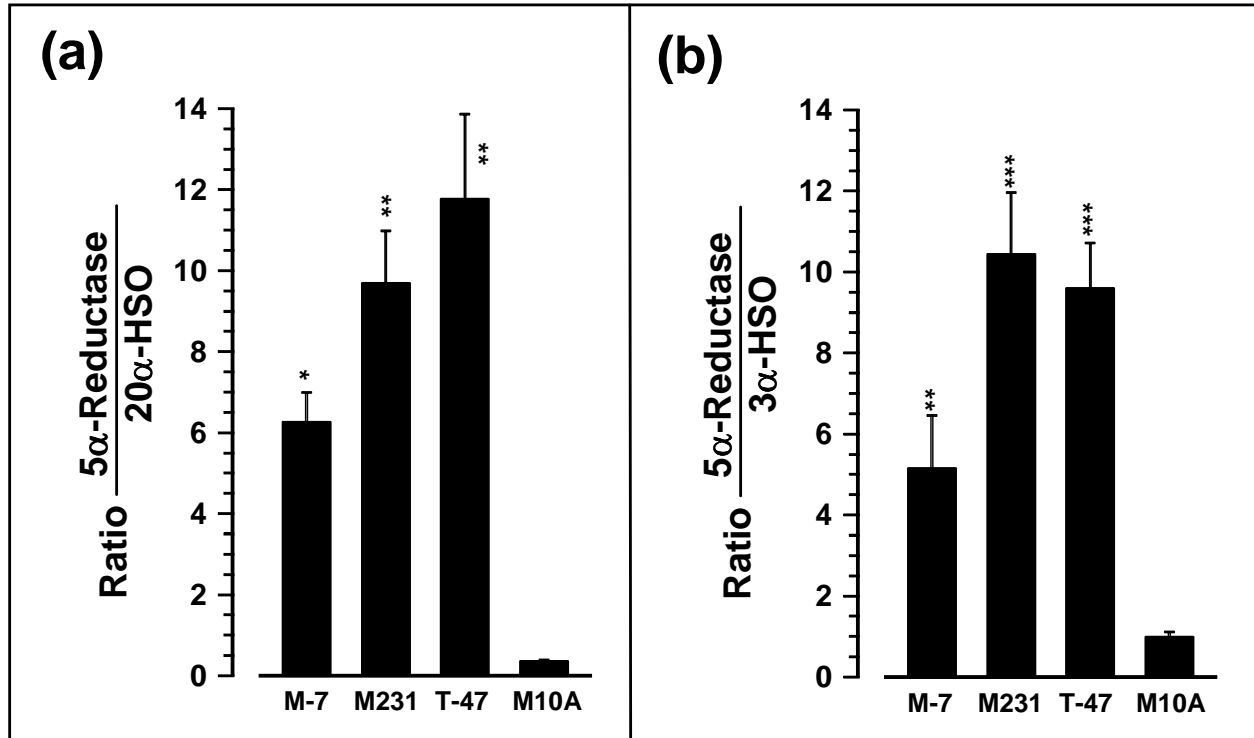 (a)
Ratio 5α-Reductase
20α-HSO
14
12
10
8
6
4
2
0
*
**
**
M-7 M231 T-47 M10A
(b)
Ratio 5α-Reductase
3α-HSO
14
12
10
8
6
4
2
0
**
***
***
M-7 M231 T-47 M10A